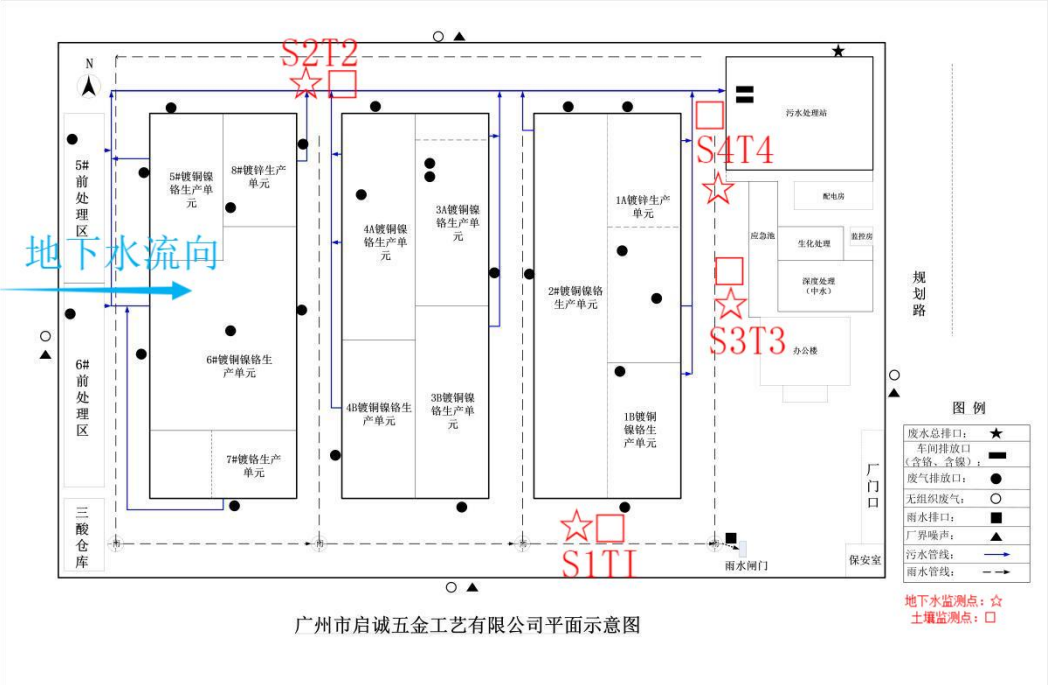 S2T2
N
污水处理站
S4T4
5#
前
处
理
区
5#镀铜镍
铬生产单
元
8#镀锌生产
单元
4A镀铜镍
铬生产单
元
3A镀铜镍
铬生产单
元
1A镀锌生产
单元
配电房
应急池
生化处理
监控房
深度处理
(中水)
地下水流向
2#镀铜镍铬
生产单元
规
划
路
S3T3
办公楼
6#
前
处
理
区
6#镀铜镍铬生
产单元
4B镀铜镍铬生
产单元
3B镀铜镍
铬生产单
元
1B镀铜
镍铬生
产单元
7#镀铬生产
单元
厂
门
口
三
酸
仓
库
S1TI
雨
雨
雨
雨
雨水闸门
保安室
图 例
废水总排口:
车间排放口
(含铬、含镍):
废气排放口:
无组织废气:
雨水排口:
厂界噪声:
污水管线:
雨水管线:
地下水监测点:
土壤监测点:
广州市启诚五金工艺有限公司平面示意图